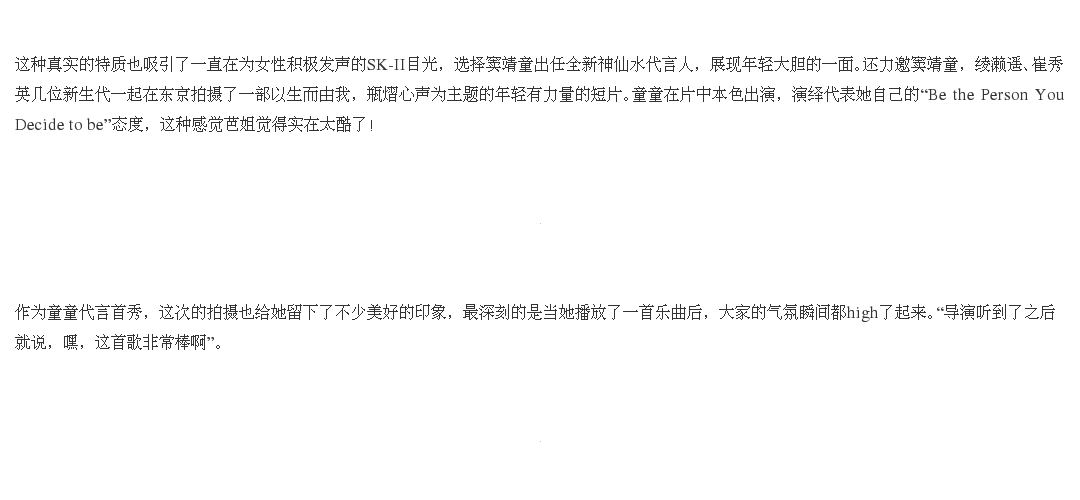 这种真实的特质也吸引了一直在为女性积极发声的SK-II目光，选择窦靖童出任全新神仙水代言人，展现年轻大胆的一面。还力邀窦靖童，绫濑遥、崔秀
英几位新生代一起在东京拍摄了一部以生而由我，瓶熠心声为主题的年轻有力量的短片。童童在片中本色出演，演绎代表她自己的“Be the Person You
Decide to be”态度，这种感觉芭姐觉得实在太酷了！
作为童童代言首秀，这次的拍摄也给她留下了不少美好的印象，最深刻的是当她播放了一首乐曲后，大家的气氛瞬间都high了起来。“导演听到了之后
就说，嘿，这首歌非常棒啊”。